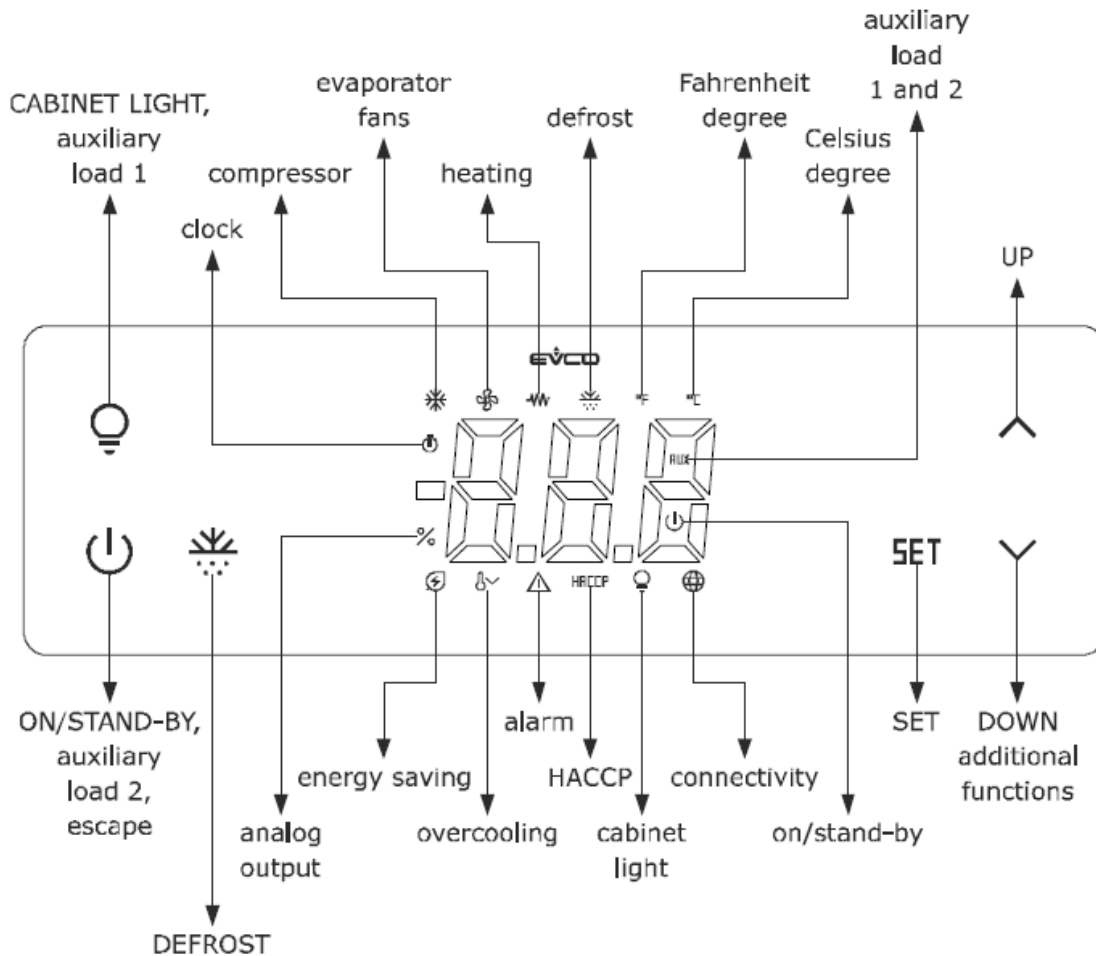 auxiliary
load
1 and 2
evaporator
fans
Fahrenheit
degree
CABINET LIGHT,
auxiliary
load 1
defrost
Celsius
degree
compressor
heating
clock
UP
EVCO
°F
°C
AUX
%
SET
HACCP
ON/STAND-BY,
auxiliary
load 2,
escape
alarm
SET
DOWN
additional
functions
energy saving
HACCP
connectivity
analog
output
overcooling
cabinet
light
on/stand-by
DEFROST